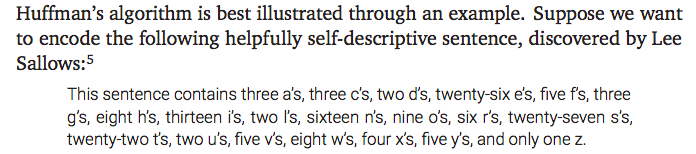 Huffman’s algorithm is best illustrated through an example. Suppose we want
to encode the following helpfully self-descriptive sentence, discovered by Lee
Sallows:⁵
This sentence contains three a’s, three c’s, two d’s, twenty-six e’s, five f’s, three
g’s, eight h’s, thirteen i’s, two l’s, sixteen n’s, nine o’s, six r’s, twenty-seven s’s,
twenty-two t’s, two u’s, five v’s, eight w’s, four x’s, five y’s, and only one z.